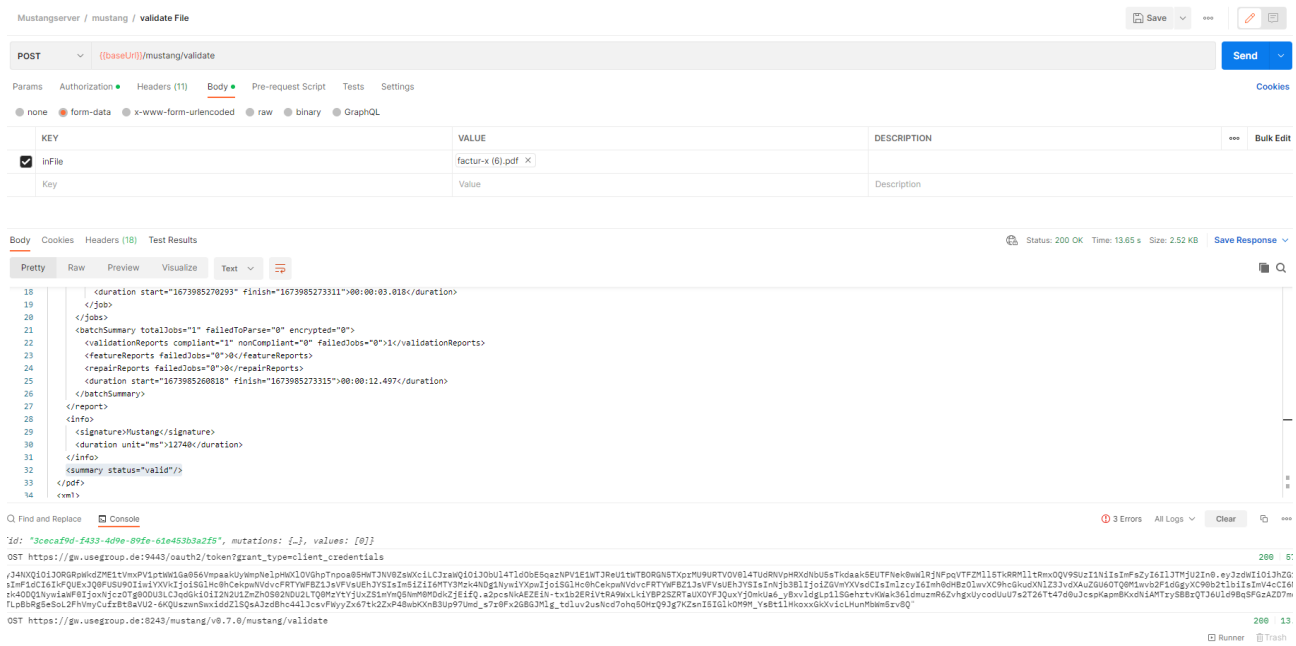 Mustangserver / mustang / validate File
Save
POST {{baseUrl}}/mustang/validate
Send
Params Authorization Headers (11) Body Pre-request Script Tests Settings Cookies
none form-data x-www-form-urlencoded raw binary GraphQL
KEY VALUE DESCRIPTION Bulk Edit
inFile factur-x (6).pdf
Key Value Description
Body Cookies Headers (18) Test Results Status: 200 OK Time: 13.65 s Size: 2.52 KB Save Response
Pretty Raw Preview Visualize Text
18 <duration start="1673985270293" finish="1673985273311">00:00:03.018</duration>
19 </job>
20 </jobs>
21 <batchSummary totalJobs="1" failedToParse="0" encrypted="0">
22 <validationReports compliant="1" nonCompliant="0" failedJobs="0">1</validationReports>
23 <featureReports failedJobs="0">0</featureReports>
24 <repairReports failedJobs="0">0</repairReports>
25 <duration start="1673985260818" finish="1673985273315">00:00:12.497</duration>
26 </batchSummary>
27 </report>
28 <info>
29 <signature>Mustang</signature>
30 <duration unit="ms">12740</duration>
31 </info>
32 <summary status="valid"/>
33 </pdf>
34 <xml>
Find and Replace Console 3 Errors All Logs Clear
id: "3cecaf9d-f433-4d9e-89fe-61e453b3a2f5", mutations: {…}, values: [0]}
OST https://gw.usegroup.de:9443/oauth2/token?grant_type=client_credentials 200
OST https://gw.usegroup.de:8243/mustang/v0.7.0/mustang/validate 200 13
Runner Trash